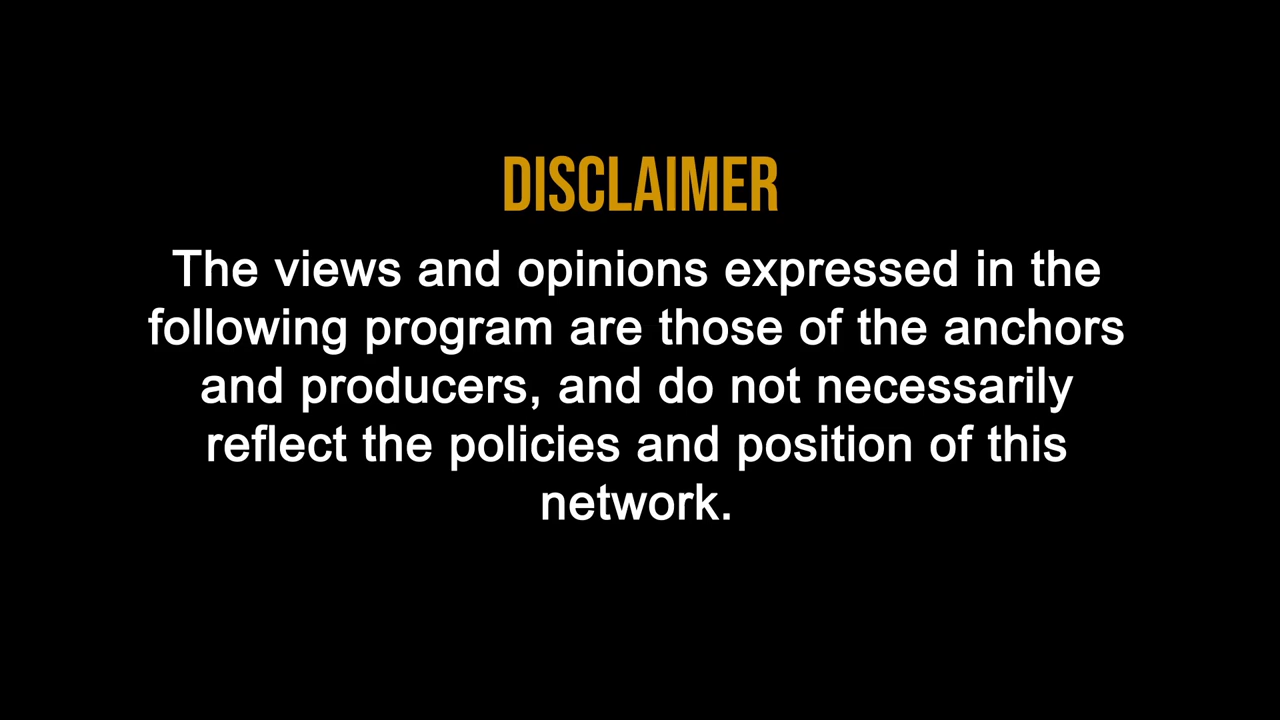 DISCLAIMER
The views and opinions expressed in the
following program are those of the anchors
and producers, and do not necessarily
reflect the policies and position of this
network.